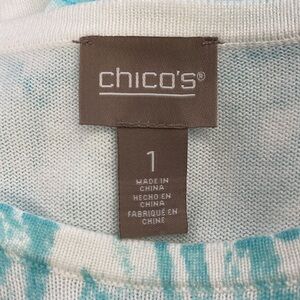 chico's®
1
MADE IN
CHINA
HECHO EN
CHINA
FABRIQUÉ EN
CHINE